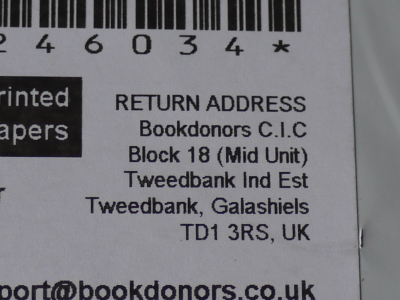 246034*
rinted
apers
RETURN ADDRESS
Bookdonors C.I.C
Block 18 (Mid Unit)
Tweedbank Ind Est
Tweedbank, Galashiels
TD1 3RS, UK
r
port@bookdonors.co.uk